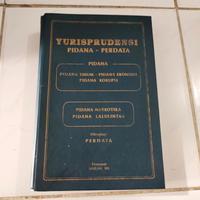 YURISPRUDENSI
PIDANA - PERDATA
PIDANA
PIDANA UMUM - PIDANA EKONOMI
PIDANA KORUPSI
PIDANA NARKOTIKA
PIDANA LALULINTAS
PERDATA